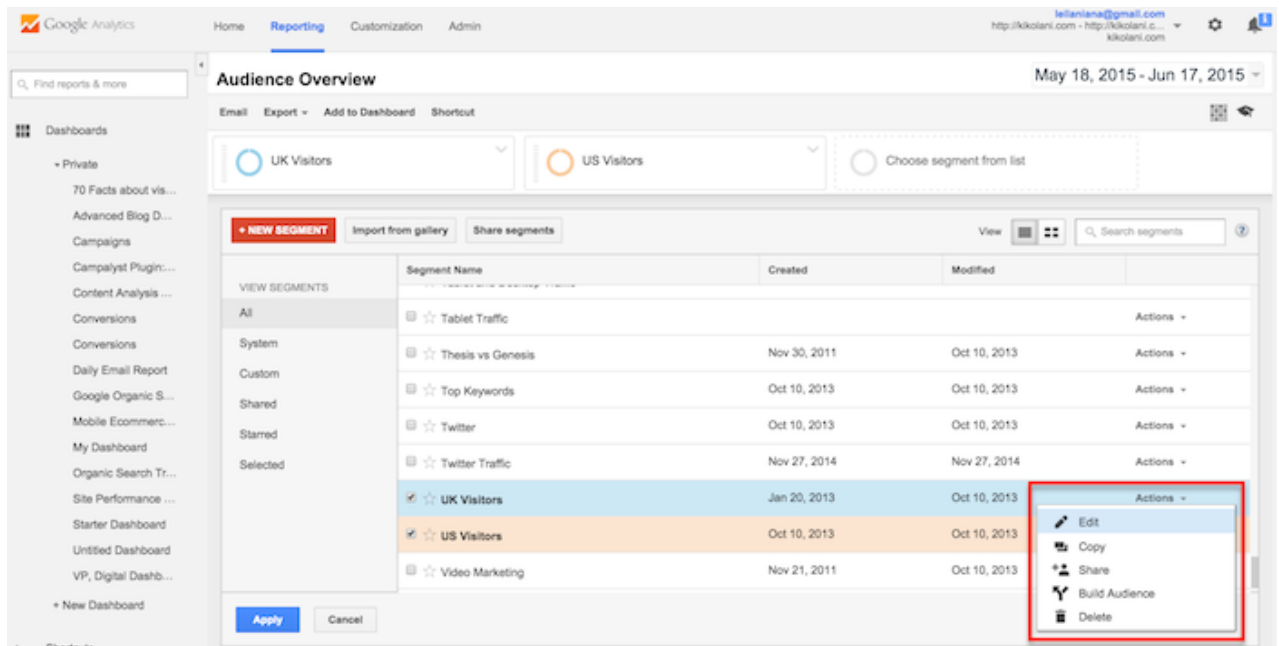 Google Analytics
Home Reporting Customization Admin
leilaniana@gmail.com
http://kikolani.com - http://kikolani.c...
kikolani.com
1
Find reports & more
Audience Overview
May 18, 2015 - Jun 17, 2015
Email Export Add to Dashboard Shortcut
Dashboards
Private
70 Facts about vis...
Advanced Blog D...
Campaigns
Campalyst Plugin:...
Content Analysis ...
Conversions
Conversions
Daily Email Report
Google Organic S...
Mobile Ecommerc...
My Dashboard
Organic Search Tr...
Site Performance ...
Starter Dashboard
Untitled Dashboard
VP, Digital Dashb...
+ New Dashboard
UK Visitors
US Visitors
Choose segment from list
+ NEW SEGMENT Import from gallery Share segments
View
Search segments
?
VIEW SEGMENTS
All
System
Custom
Shared
Starred
Selected
Segment Name Created Modified
Tablet Traffic Actions
Thesis vs Genesis Nov 30, 2011 Oct 10, 2013 Actions
Top Keywords Oct 10, 2013 Oct 10, 2013 Actions
Twitter Oct 10, 2013 Oct 10, 2013 Actions
Twitter Traffic Nov 27, 2014 Nov 27, 2014 Actions
UK Visitors Jan 20, 2013 Oct 10, 2013 Actions
US Visitors Oct 10, 2013 Oct 10, 2013
Video Marketing Nov 21, 2011 Oct 10, 2013
Edit
Copy
Share
Build Audience
Delete
Apply Cancel